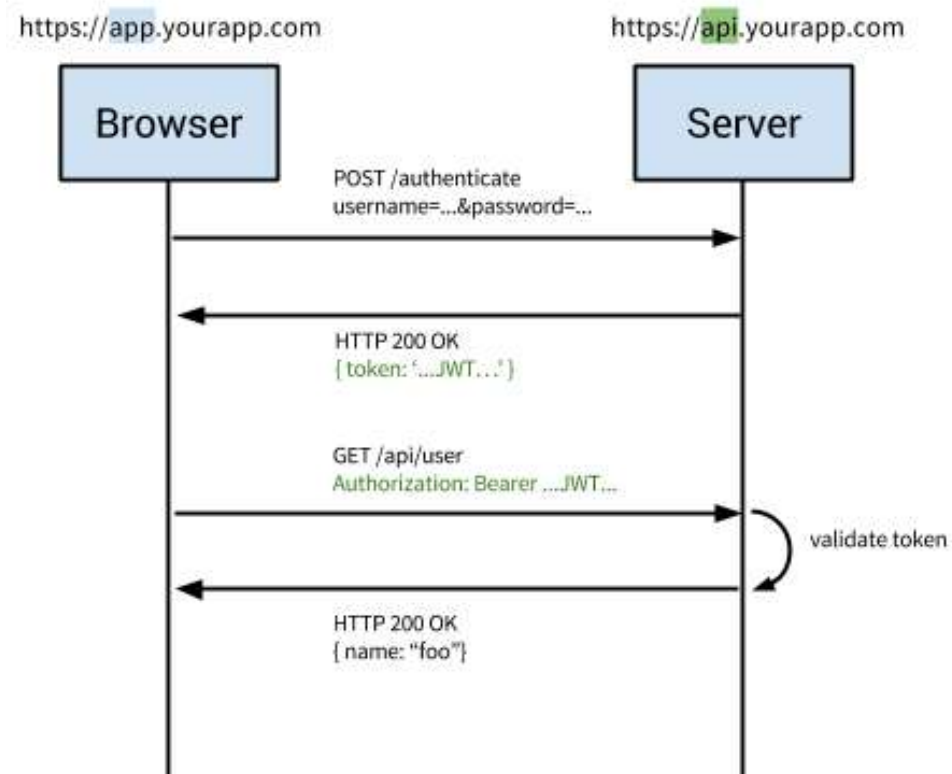 https://app.yourapp.com
https://api.yourapp.com
Browser
Server
POST /authenticate
username=...&password=...
HTTP 200 OK
{ token: ‘....JWT...’ }
GET /api/user
Authorization: Bearer ...JWT...
validate token
HTTP 200 OK
{ name: “foo”}